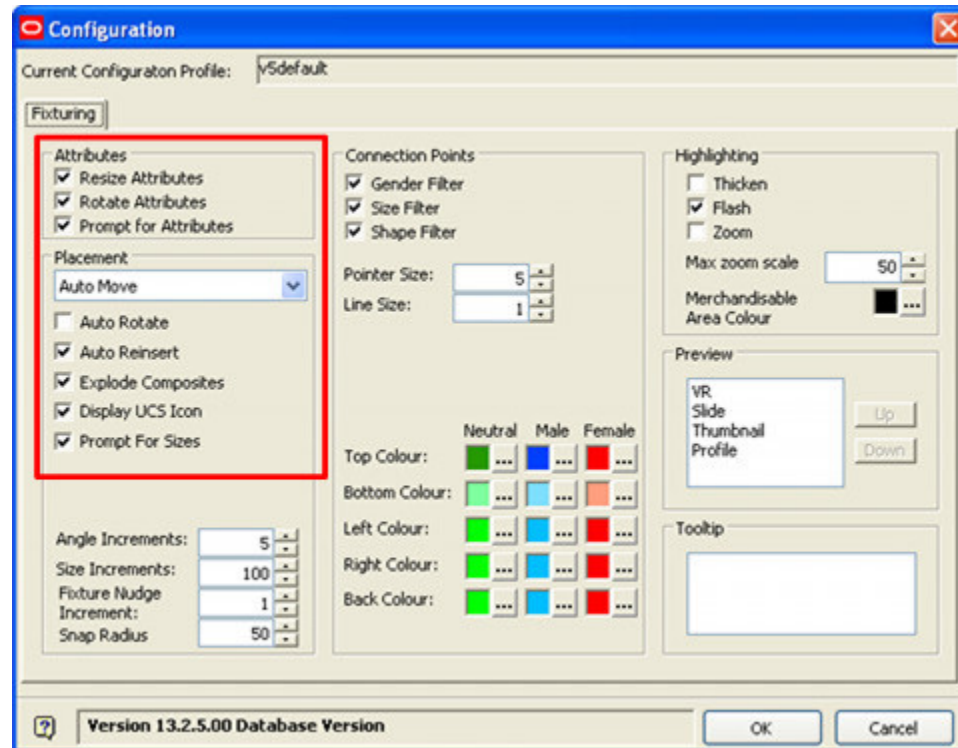 Configuration
Current Configuraton Profile: v5default
Fixturing
Attributes
Resize Attributes
Rotate Attributes
Prompt for Attributes
Placement
Auto Move
Auto Rotate
Auto Reinsert
Explode Composites
Display UCS Icon
Prompt For Sizes
Angle Increments: 5
Size Increments: 100
Fixture Nudge
Increment: 1
Snap Radius 50
Connection Points
Gender Filter
Size Filter
Shape Filter
Pointer Size: 5
Line Size: 1
Neutral Male Female
Top Colour: ... ... ...
Bottom Colour: ... ... ...
Left Colour: ... ... ...
Right Colour: ... ... ...
Back Colour: ... ... ...
Highlighting
Thicken
Flash
Zoom
Max zoom scale 50
Merchandisable
Area Colour ...
Preview
VR
Slide
Thumbnail
Profile
Up
Down
Tooltip
Version 13.2.5.00 Database Version
OK
Cancel